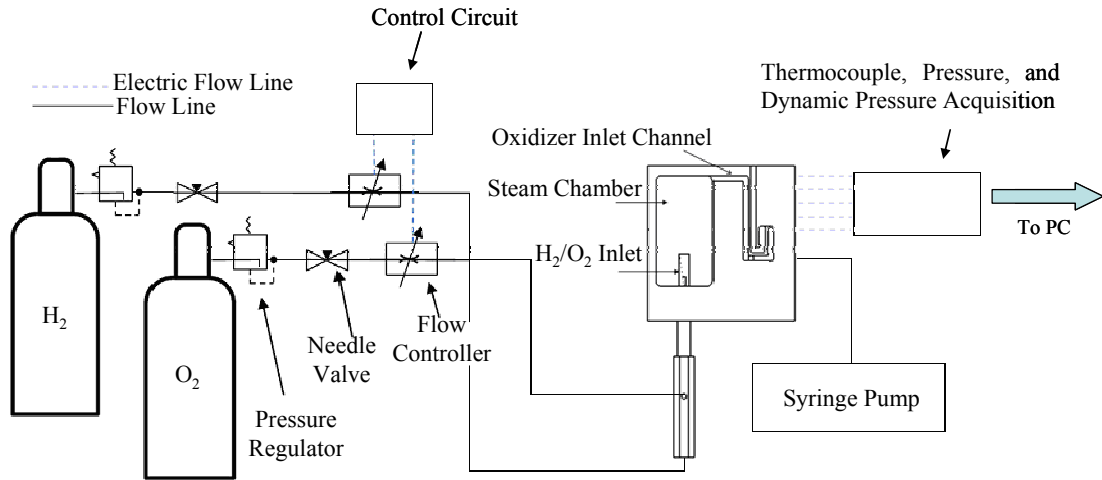 Control Circuit
Electric Flow Line
Flow Line
Thermocouple, Pressure, and
Dynamic Pressure Acquisition
Oxidizer Inlet Channel
Steam Chamber
H₂/O₂ Inlet
To PC
H₂
O₂
Needle
Valve
Flow
Controller
Pressure
Regulator
Syringe Pump